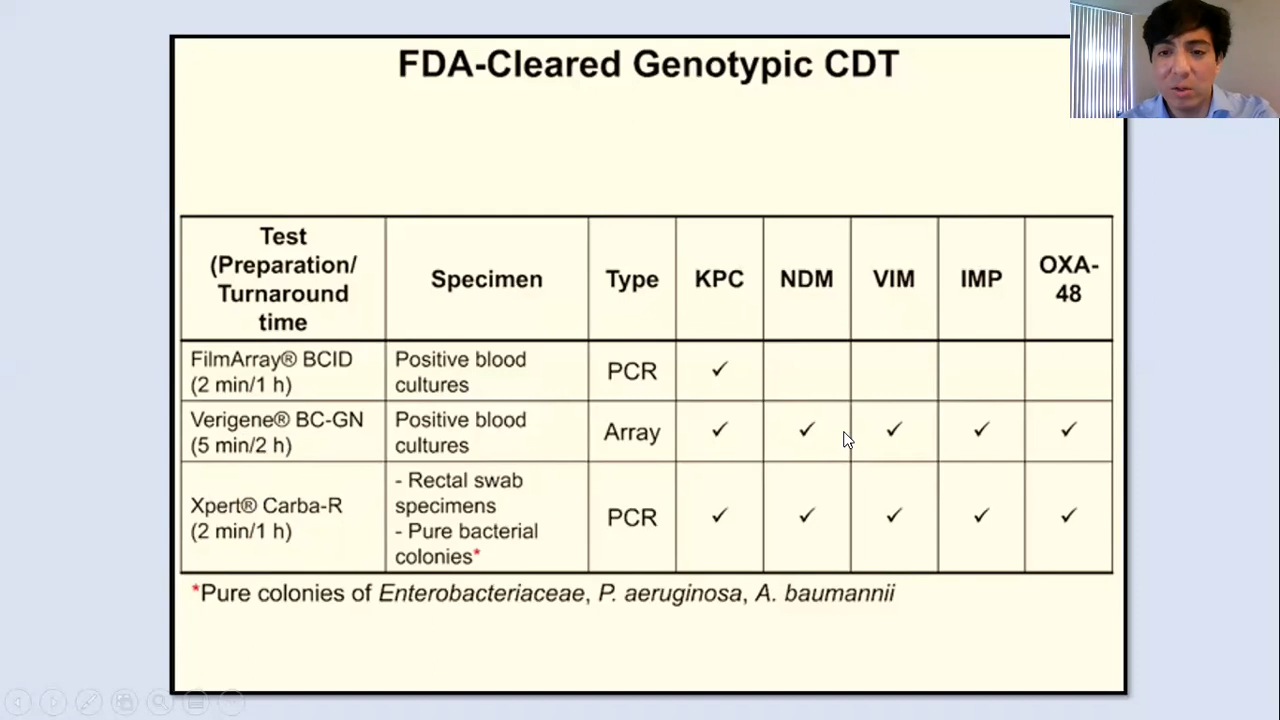 FDA-Cleared Genotypic CDT
Test
(Preparation/
Turnaround
time
Specimen
Type
KPC
NDM
VIM
IMP
OXA-
48
FilmArray® BCID
(2 min/1 h)
Positive blood
cultures
PCR
✓
Verigene® BC-GN
(5 min/2 h)
Positive blood
cultures
Array
✓ ✓ ✓ ✓ ✓
Xpert® Carba-R
(2 min/1 h)
- Rectal swab
specimens
- Pure bacterial
colonies*
PCR
✓ ✓ ✓ ✓ ✓
*Pure colonies of Enterobacteriaceae, P. aeruginosa, A. baumannii